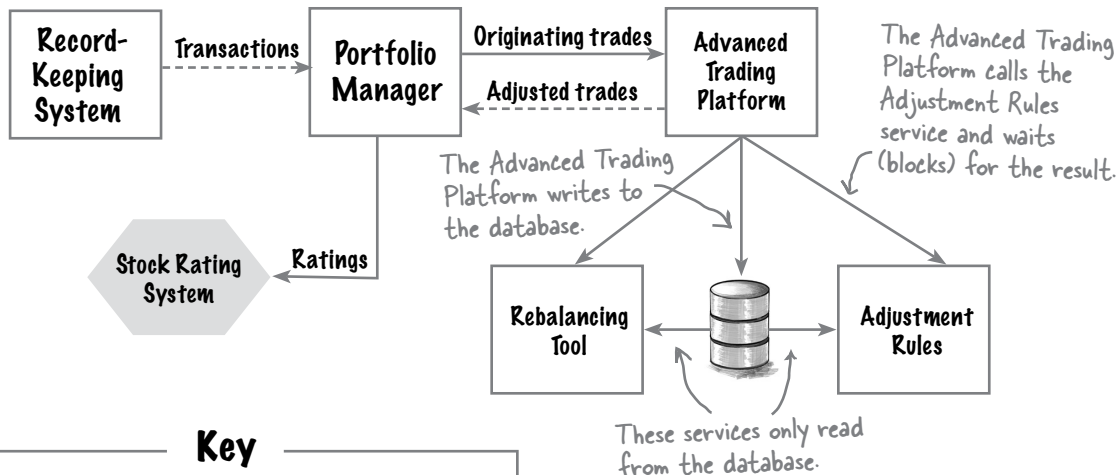 Record-
Keeping
System
Transactions
Portfolio
Manager
Originating trades
Adjusted trades
Advanced
Trading
Platform
The Advanced Trading
Platform calls the
Adjustment Rules
service and waits
(blocks) for the result.
The Advanced Trading
Platform writes to
the database.
Stock Rating
System
Ratings
Rebalancing
Tool
Adjustment
Rules
These services only read
from the database.
Key